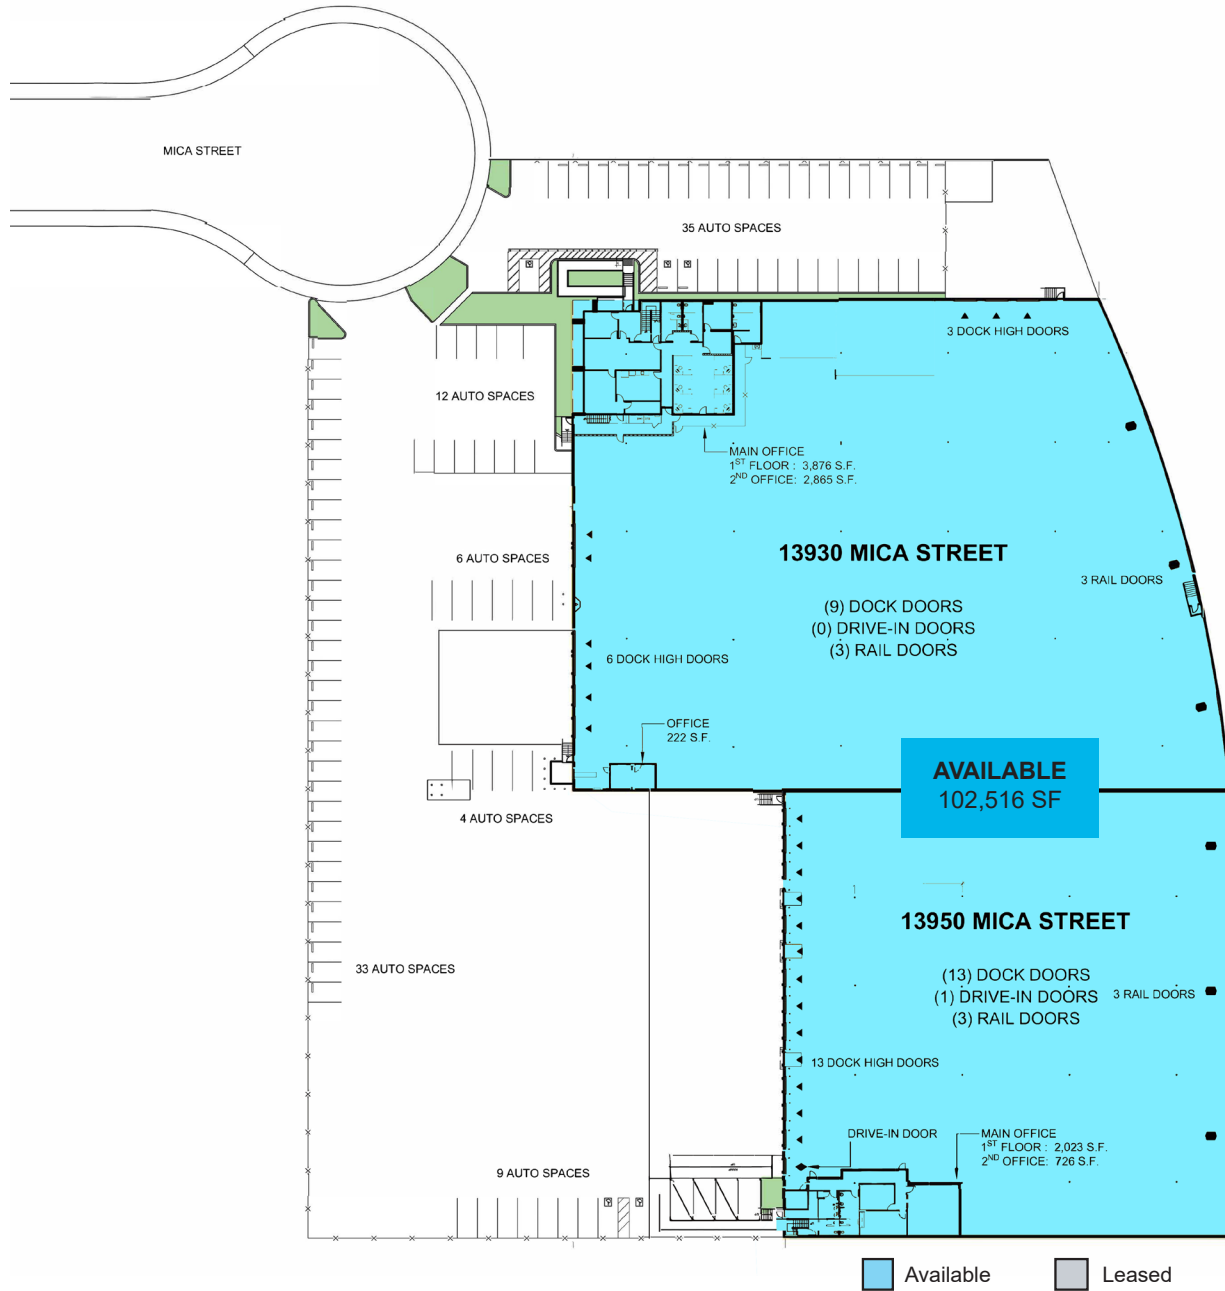 MICA STREET
35 AUTO SPACES
3 DOCK HIGH DOORS
12 AUTO SPACES
MAIN OFFICE
1ST FLOOR : 3,876 S.F.
2ND OFFICE: 2,865 S.F.
13930 MICA STREET
6 AUTO SPACES
3 RAIL DOORS
(9) DOCK DOORS
(0) DRIVE-IN DOORS
(3) RAIL DOORS
6 DOCK HIGH DOORS
OFFICE
222 S.F.
AVAILABLE
102,516 SF
4 AUTO SPACES
13950 MICA STREET
33 AUTO SPACES
(13) DOCK DOORS
(1) DRIVE-IN DOORS
(3) RAIL DOORS
3 RAIL DOORS
13 DOCK HIGH DOORS
DRIVE-IN DOOR
MAIN OFFICE
1ST FLOOR : 2,023 S.F.
2ND OFFICE: 726 S.F.
9 AUTO SPACES
Available
Leased